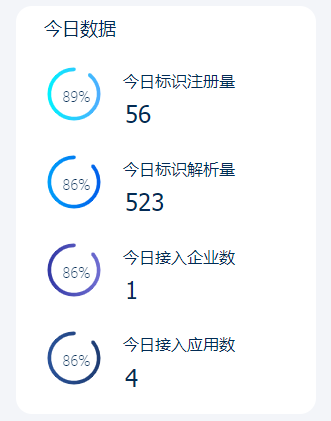 今日数据
89%
今日标识注册量
56
86%
今日标识解析量
523
86%
今日接入企业数
1
86%
今日接入应用数
4